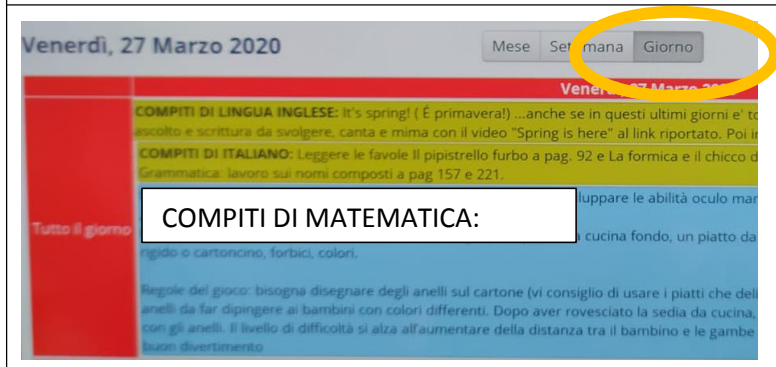 Venerdì, 27 Marzo 2020
Mese Settimana Giorno
Venerdì, 27 Marzo 2020
COMPITI DI LINGUA INGLESE: It's spring! ( É primavera!) ...anche se in questi ultimi giorni e' to
ascolto e scrittura da svolgere, canta e mima con il video "Spring is here" al link riportato. Poi
COMPITI DI ITALIANO: Leggere le favole Il pipistrello furbo a pag. 92 e La formica e il chicco d
Grammatica: lavoro sui nomi composti a pag 157 e 221.
luppare le abilità oculo mar
COMPITI DI MATEMATICA:
Tutto il giorno
cucina fondo, un piatto da
rigido o cartoncino, forbici, colori.
Regole del gioco: bisogna disegnare degli anelli sul cartone (vi consiglio di usare i piatti che deli
anelli da far dipingere ai bambini con colori differenti. Dopo aver rovesciato la sedia da cucina,
con gli anelli. Il livello di difficoltà si alza all'aumentare della distanza tra il bambino e le gambe
buon divertimento